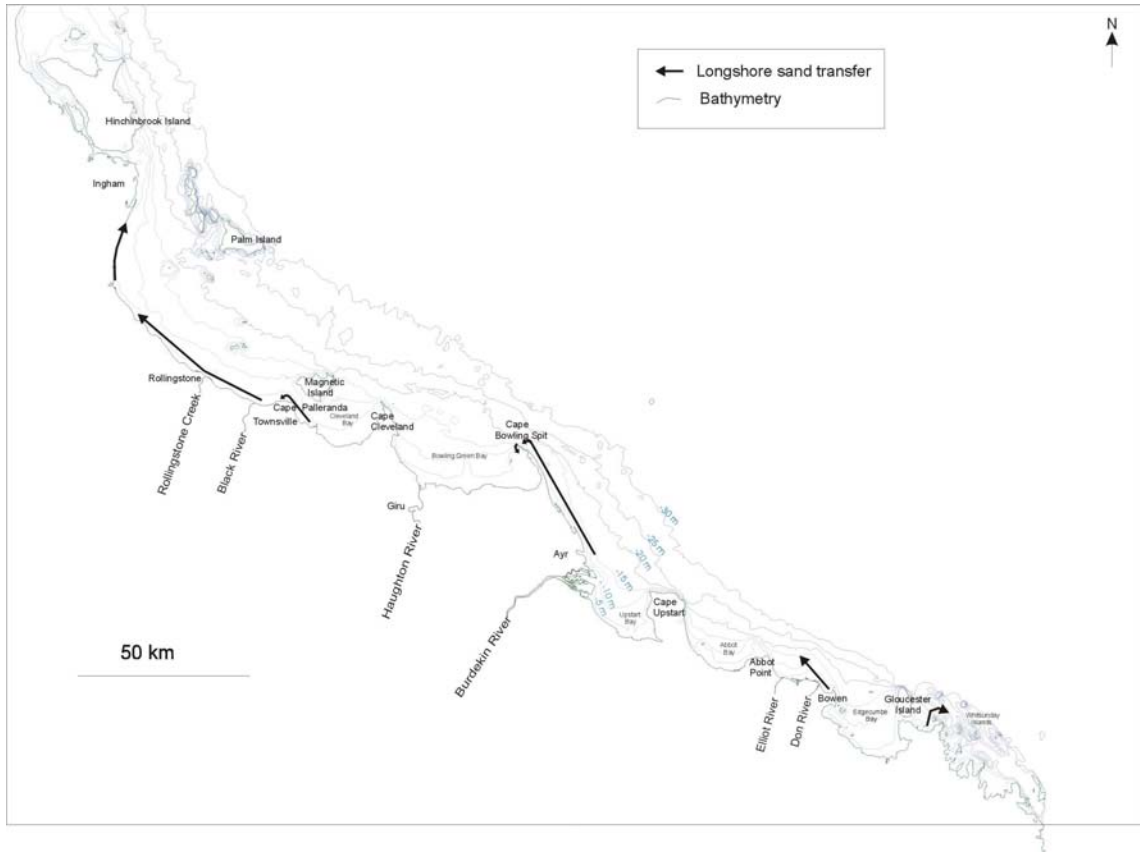 N
Longshore sand transfer
Bathymetry
Hinchinbrook Island
Ingham
Palm Island
Rollingstone
Magnetic
Island
Cape Palleranda
Townsville
Cleveland
Bay
Cape
Cleveland
Cape
Bowling Spit
Bowling Green Bay
Rollingstone Creek
Black River
Giru
Haughton River
Ayr
Burdekin River
-30 m
-25 m
-20 m
-15 m
-10 m
-5 m
Upstart
Bay
Cape
Upstart
Abbot
Bay
Abbot
Point
Elliot River
Don River
Bowen
Edgecumbe
Bay
Gloucester
Island
Whitsunday
Islands
50 km